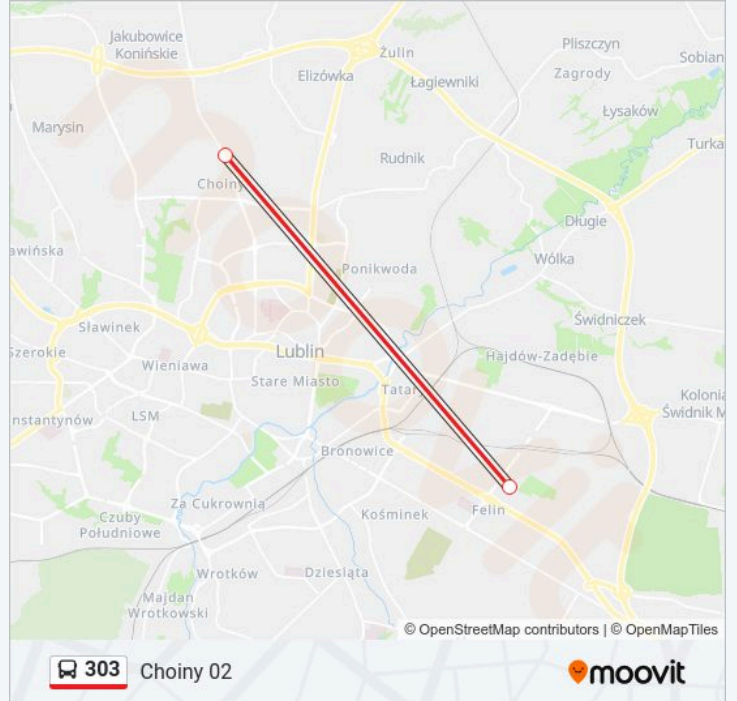 Jakubowice
Konińskie
Żulin
Pliszczyn
Sobian
Elizówka
Łagiewniki
Zagrody
Łysaków
Marysin
Turka
Rudnik
Choiny
Długie
awińska
Wólka
Ponikwoda
Świdniczek
Sławinek
Szerokie
Lublin
Hajdów-Zadębie
Wieniawa
Stare Miasto
Tatar
Kolonia
Świdnik M
LSM
nstantynów
Bronowice
Za Cukrownią
Felin
Czuby
Południowe
Kośminek
Wrotków
Dziesiąta
Majdan
Wrotkowski
© OpenStreetMap contributors | © OpenMapTiles
303 Choiny 02
moovit